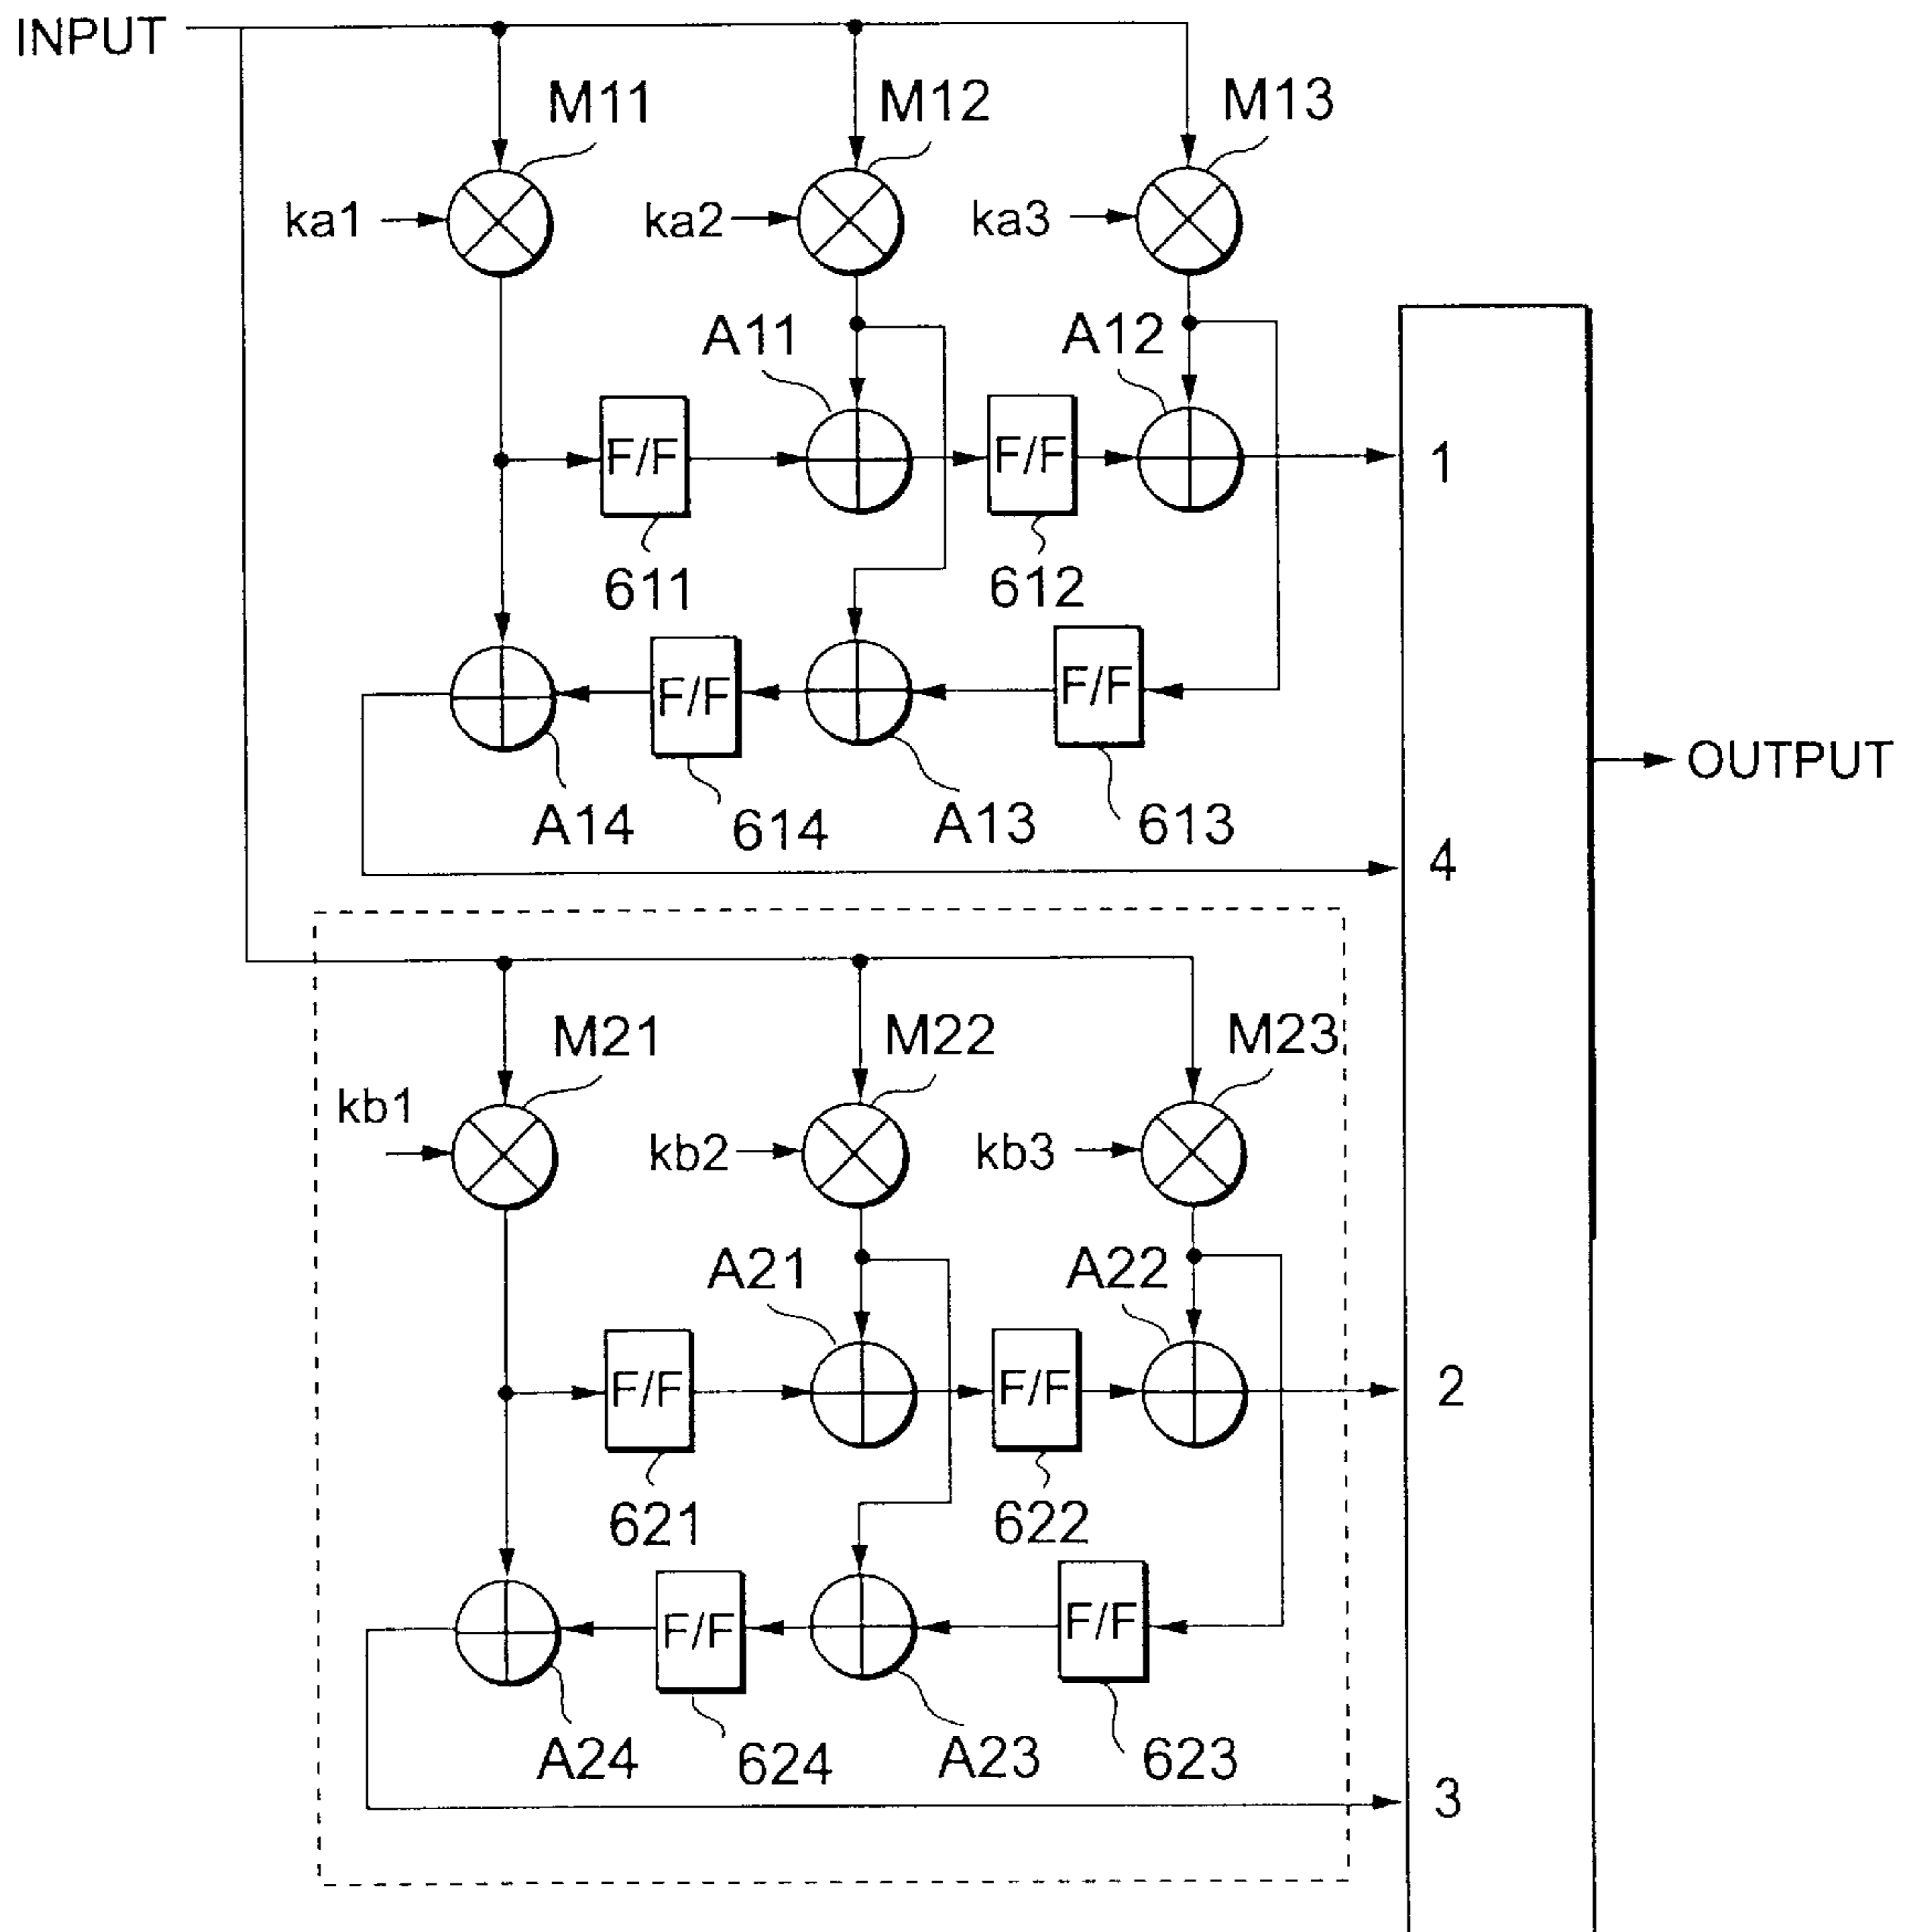 INPUT
M11
M12
M13
ka1
ka2
ka3
A11
A12
F/F
F/F
1
611
612
F/F
F/F
OUTPUT
A14
614
A13
613
4
M21
M22
M23
kb1
kb2
kb3
A21
A22
F/F
F/F
2
621
622
F/F
F/F
A24
624
A23
623
3